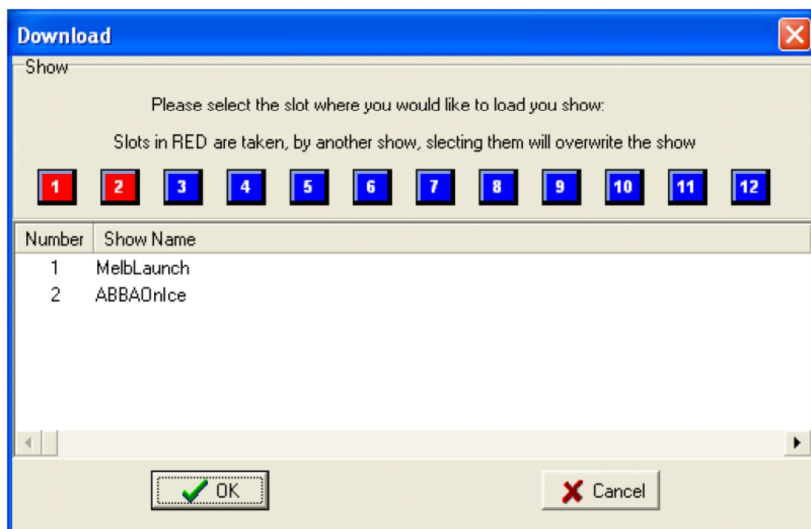 Download
Show
Please select the slot where you would like to load you show:
Slots in RED are taken, by another show, slecting them will overwrite the show
1 2 3 4 5 6 7 8 9 10 11 12
Number Show Name
1 MelbLaunch
2 ABBAOnIce
OK Cancel